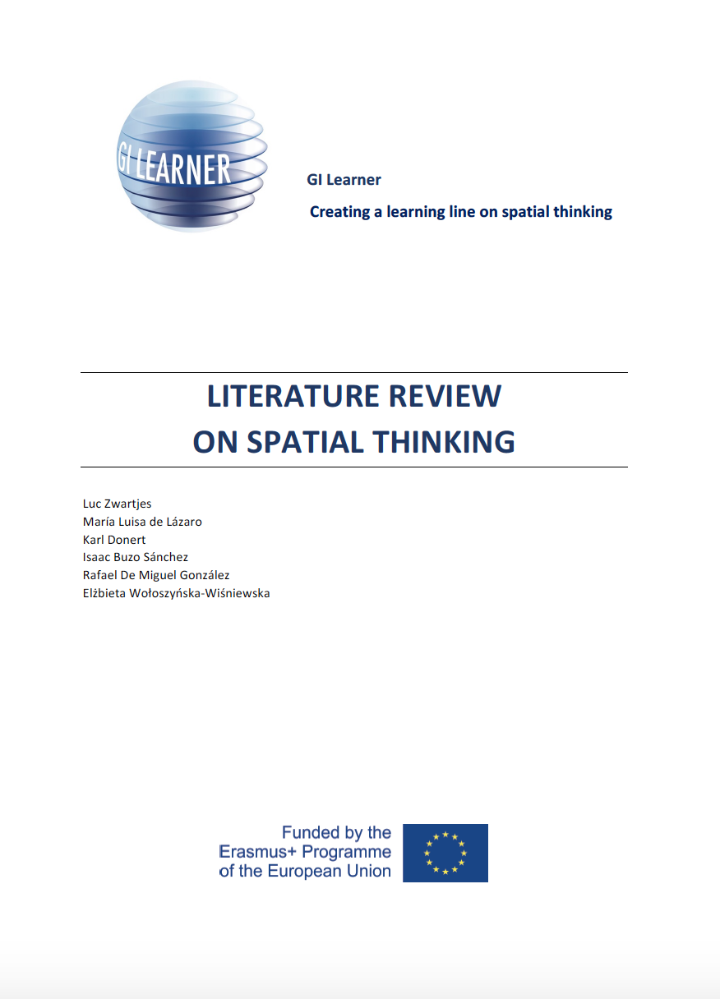 GI LEARNER
GI Learner
Creating a learning line on spatial thinking
LITERATURE REVIEW
ON SPATIAL THINKING
Luc Zwartjes
María Luisa de Lázaro
Karl Donert
Isaac Buzo Sánchez
Rafael De Miguel González
Elżbieta Wołoszyńska-Wiśniewska
Funded by the
Erasmus+ Programme
of the European Union